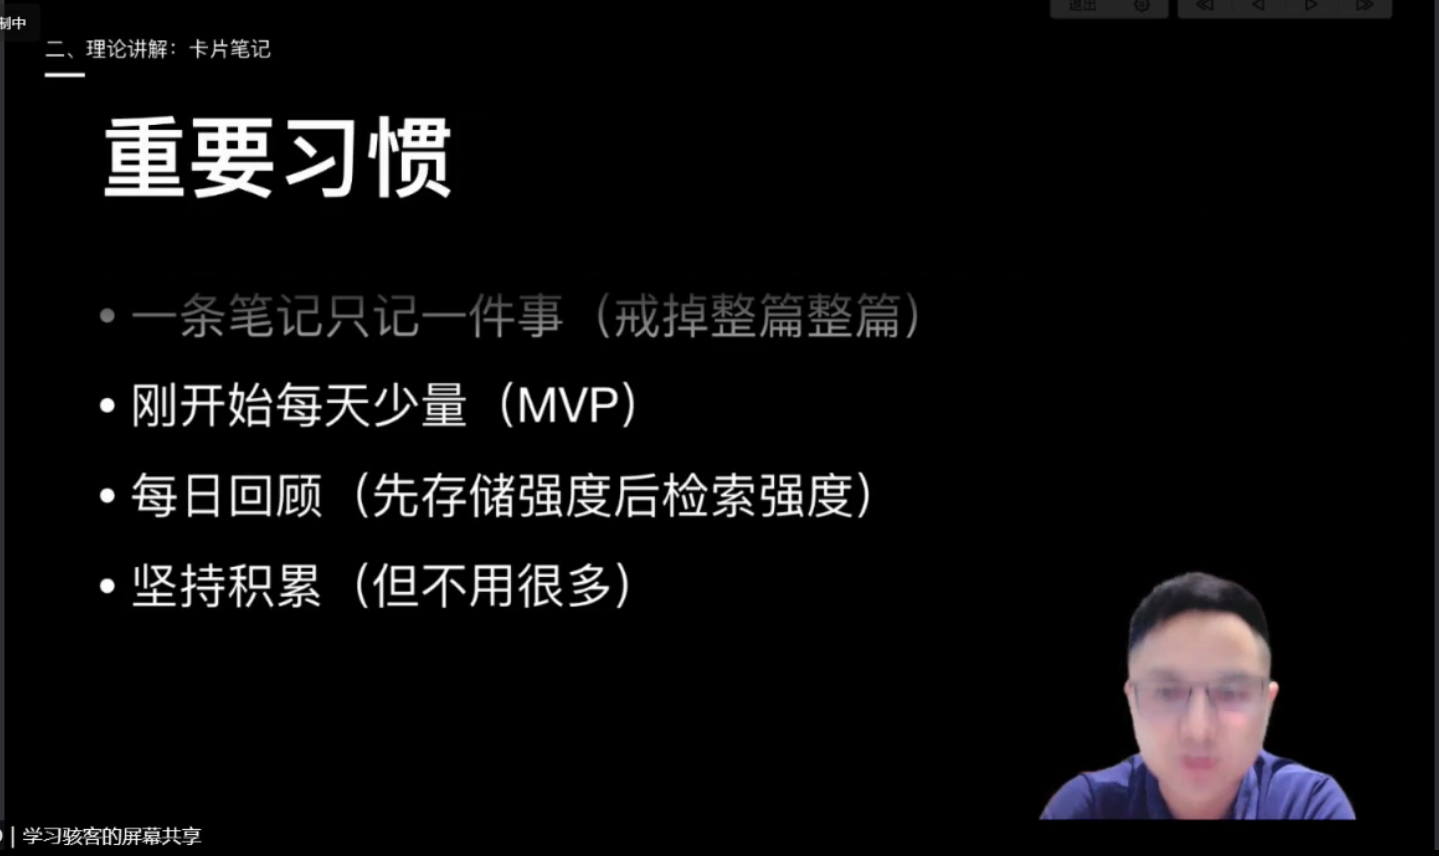 制中
退出
二、理论讲解：卡片笔记
重要习惯
• 一条笔记只记一件事（戒掉整篇整篇）
• 刚开始每天少量（MVP）
• 每日回顾（先存储强度后检索强度）
• 坚持积累（但不用很多）
| 学习骇客的屏幕共享